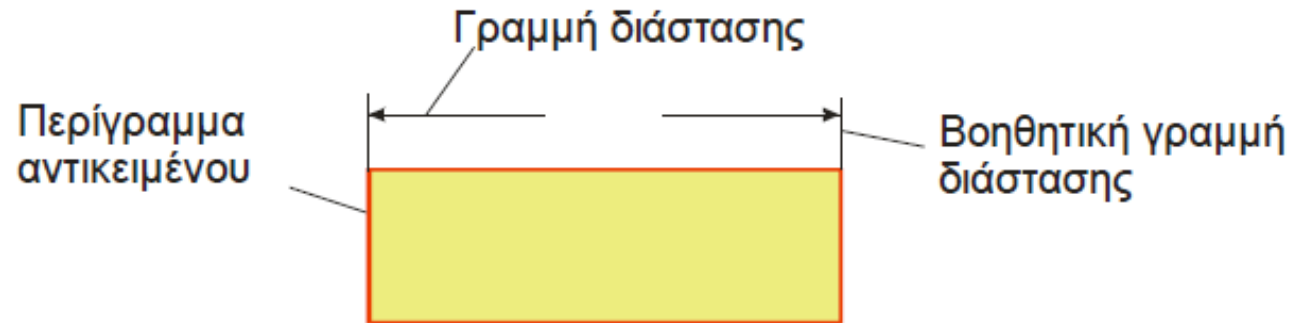 Γραμμή διάστασης
Περίγραμμα
αντικειμένου
Βοηθητική γραμμή
διάστασης